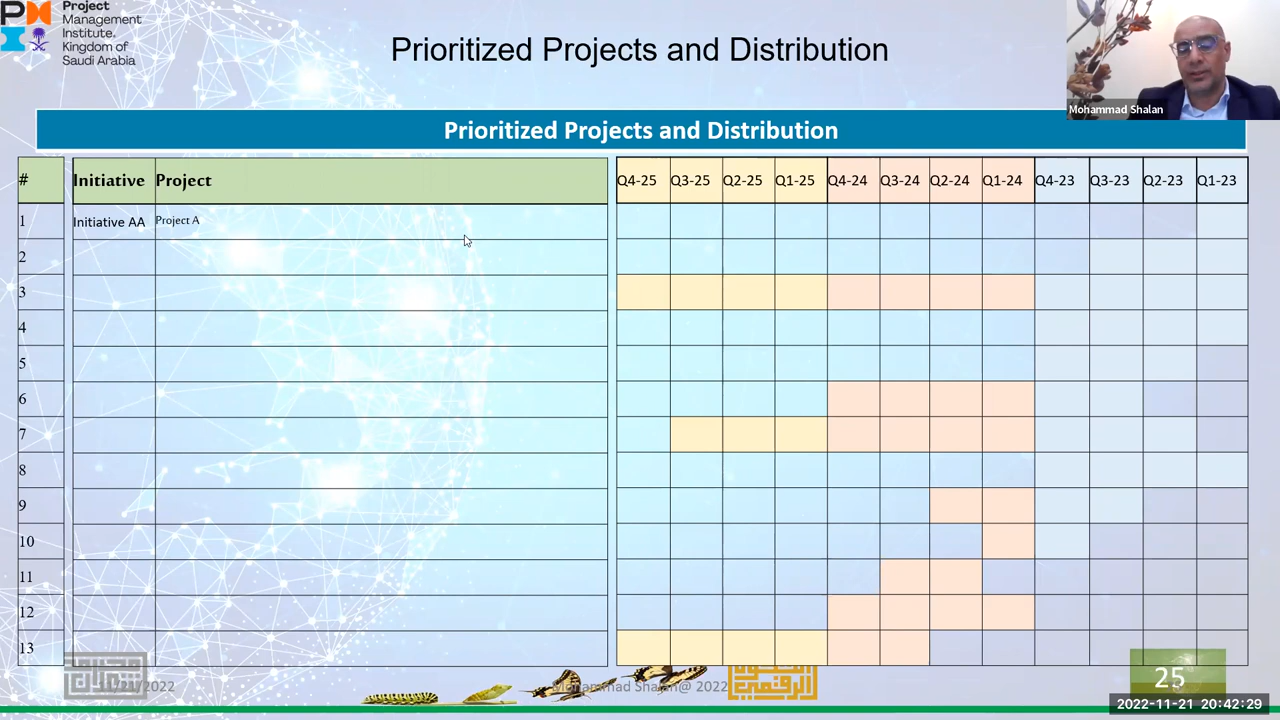 Project
Management
Institute.
Kingdom of
Saudi Arabia
Prioritized Projects and Distribution
Mohammad Shalan
Prioritized Projects and Distribution
# Initiative Project Q4-25 Q3-25 Q2-25 Q1-25 Q4-24 Q3-24 Q2-24 Q1-24 Q4-23 Q3-23 Q2-23 Q1-23
1 Initiative AA Project A
2
3
4
5
6
7
8
9
10
11
12
13
/2022
Mohammad Shalan@ 2022
25
2022-11-21 20:42:29